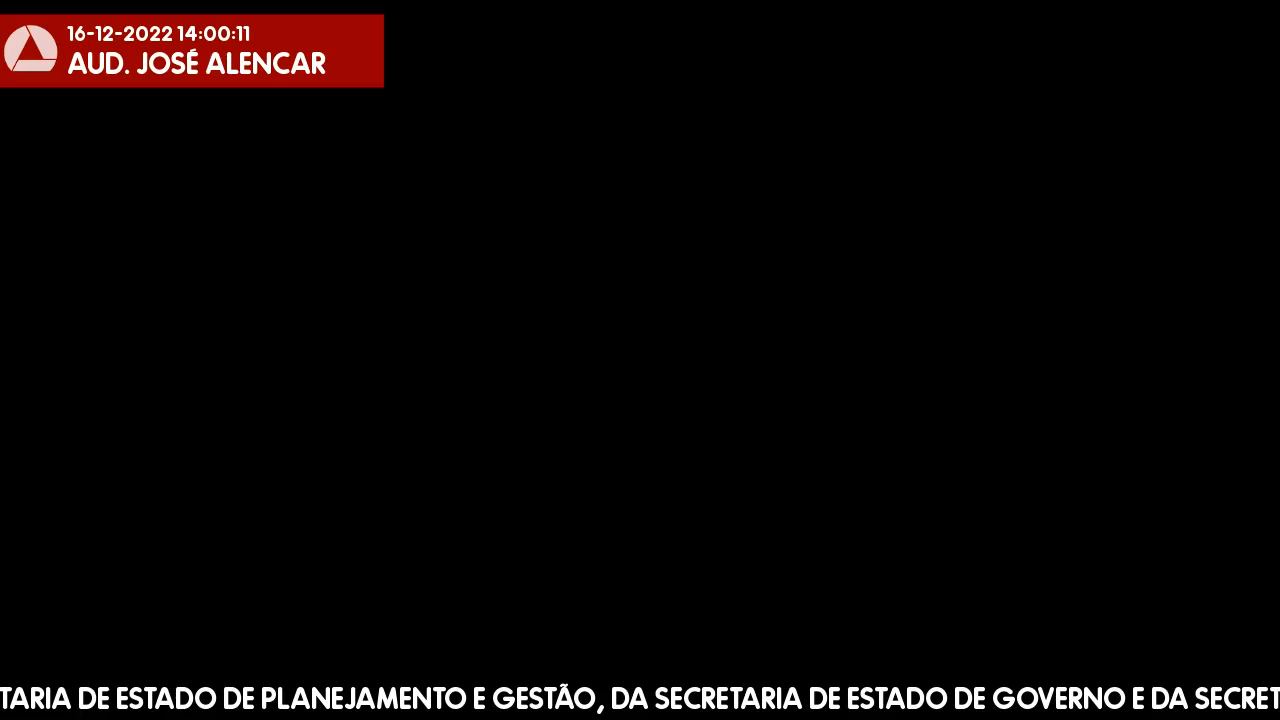 16-12-2022 14:00:11
AUD. JOSÉ ALENCAR
TARIA DE ESTADO DE PLANEJAMENTO E GESTÃO, DA SECRETARIA DE ESTADO DE GOVERNO E DA SECRET